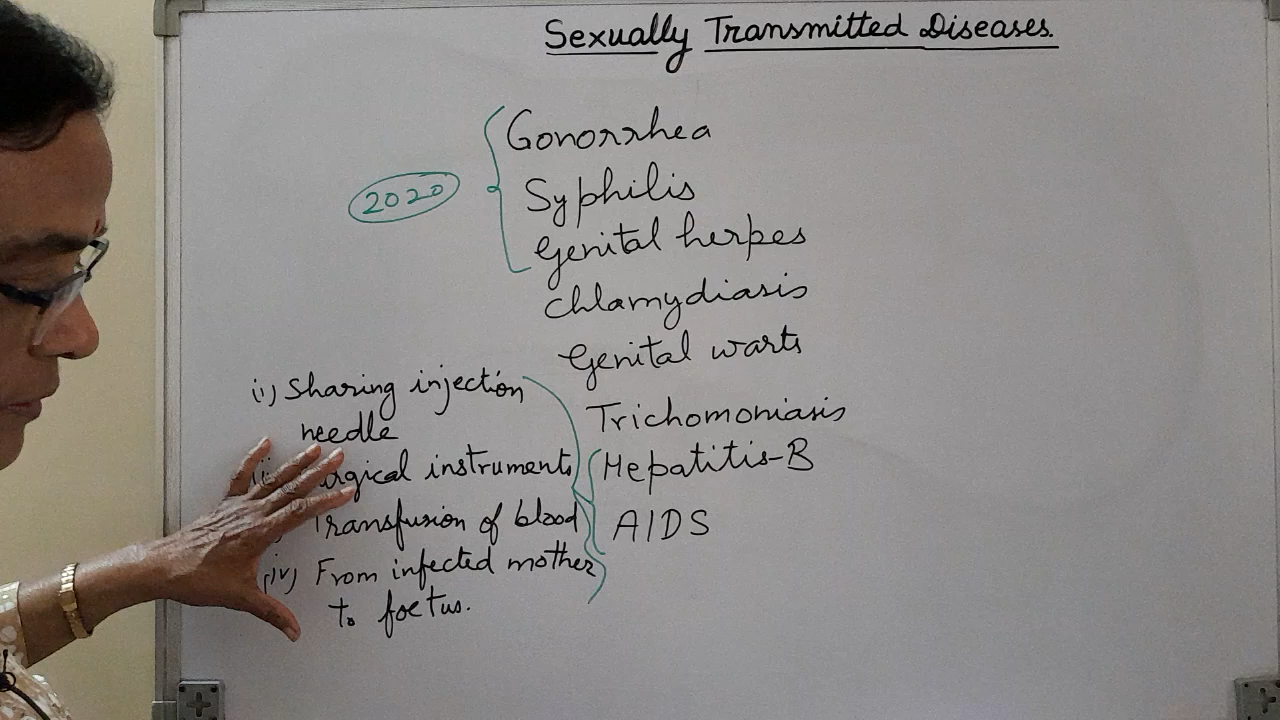 Sexually Transmitted Diseases.
Gonorrhea
2020
Syphilis
Genital herpes
Chlamydiasis
Genital warts
(i) Sharing injection
needle
Trichomoniasis
instruments
Hepatitis-B
Transfusion of blood
AIDS
(iv) From infected mother
to foetus.